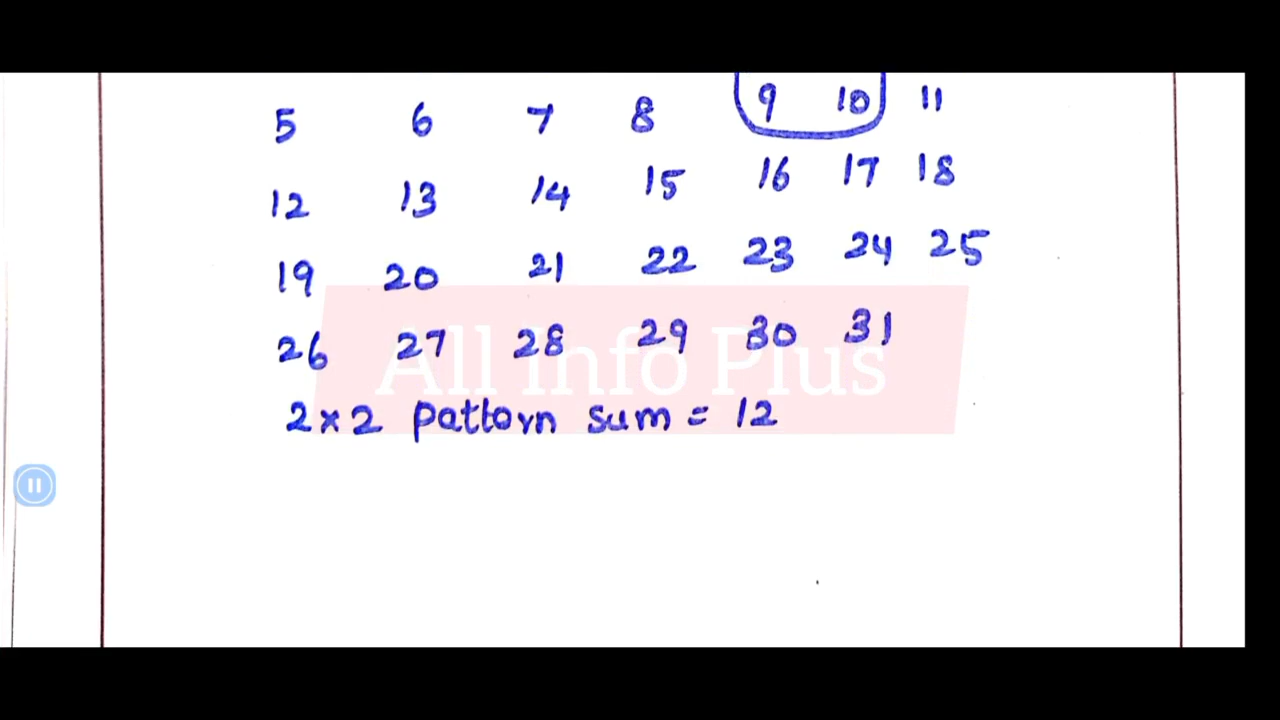 5 6 7 8 9 10 11
12 13 14 15 16 17 18
19 20 21 22 23 24 25
26 27 28 29 30 31
All Info Plus
2×2 pattern sum = 12